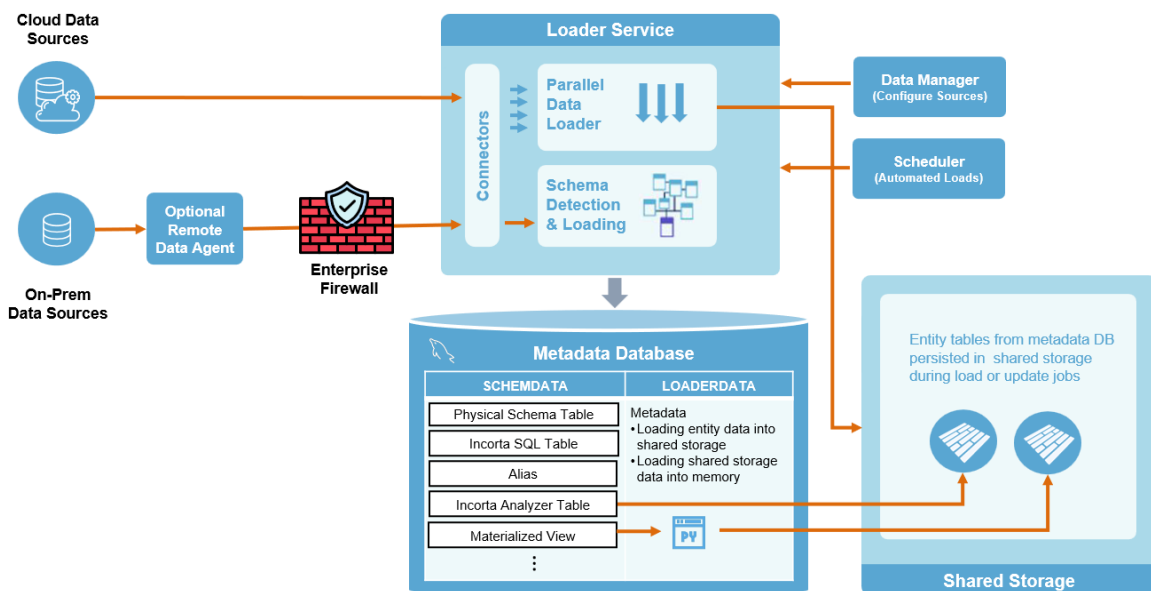 Cloud Data
Sources
On-Prem
Data Sources
Optional
Remote
Data Agent
Enterprise
Firewall
Loader Service
Connectors
Parallel
Data
Loader
Schema
Detection
& Loading
Data Manager
(Configure Sources)
Scheduler
(Automated Loads)
Metadata Database
SCHEMDATA
LOADERDATA
Physical Schema Table
Incorta SQL Table
Alias
Incorta Analyzer Table
Materialized View
⋮
Metadata
•Loading entity data into
shared storage
•Loading shared storage
data into memory
PY
Entity tables from metadata DB
persisted in shared storage
during load or update jobs
Shared Storage